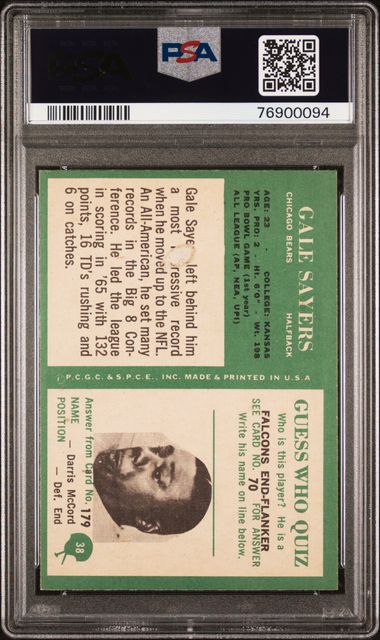 PSA
76900094
GALE SAYERS
CHICAGO BEARS HALFBACK
AGE: 23 - COLLEGE: KANSAS
YRS. PRO: 2 - Ht. 6'0" - Wt. 198
PRO BOWL GAME (1st year)
ALL LEAGUE (AP, NEA, UPI)
Gale Saye left behind him
a most ressive record
when he moved up to the NFL.
An All-American, he set many
records in the Big 8 Con-
ference. He led the league
in scoring in '65 with 132
points, 16 TD's rushing and
6 on catches.
P.C.G.C. & S.P.C.E., INC. MADE & PRINTED IN U.S.A
GUESS WHO QUIZ
Who is this player? He is a
FALCONS END-FLANKER
SEE CARD NO. 70 FOR ANSWER
Write his name on line below.
Answer from Card No. 179
NAME — Darris McCord
POSITION — Def. End
38